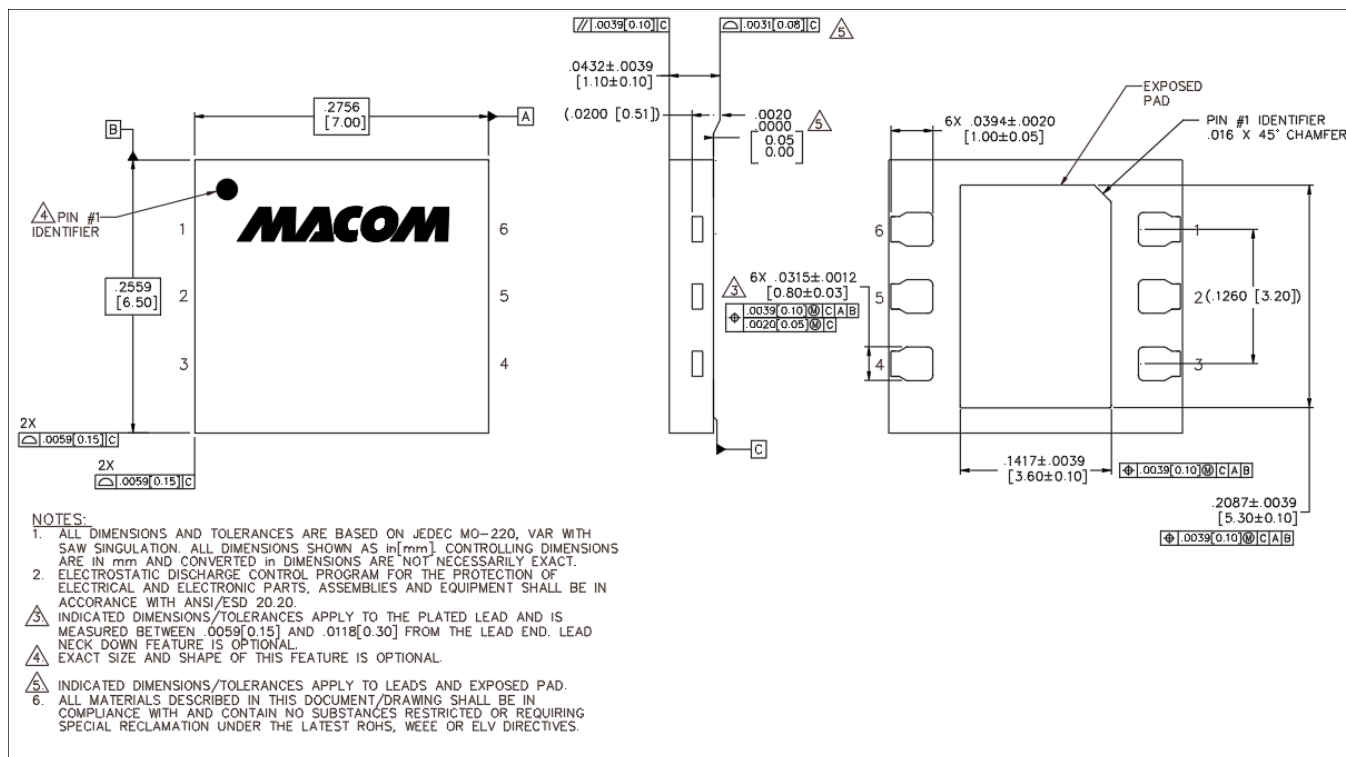 // .0039[0.10] C
⌓ .0031[0.08] C
5
.0432±.0039
[1.10±0.10]
(.0200 [0.51])
.0020
.0000
5
0.05
0.00
.2756
[7.00]
A
B
4 PIN #1
IDENTIFIER
MACOM
1
2
3
6
5
4
.2559
[6.50]
2X
⌓ .0059[0.15] C
2X
⌓ .0059[0.15] C
3
6X .0315±.0012
[0.80±0.03]
⌖ .0039[0.10]Ⓜ C A B
.0020[0.05]Ⓜ C
C
EXPOSED
PAD
6X .0394±.0020
[1.00±0.05]
PIN #1 IDENTIFIER
.016 X 45° CHAMFER
6
5
4
1
2
3
(.1260 [3.20])
.1417±.0039
[3.60±0.10]
⌖ .0039[0.10]Ⓜ C A B
.2087±.0039
[5.30±0.10]
⌖ .0039[0.10]Ⓜ C A B
NOTES:
1. ALL DIMENSIONS AND TOLERANCES ARE BASED ON JEDEC MO-220, VAR WITH
SAW SINGULATION. ALL DIMENSIONS SHOWN AS in[mm]. CONTROLLING DIMENSIONS
ARE IN mm AND CONVERTED in DIMENSIONS ARE NOT NECESSARILY EXACT.
2. ELECTROSTATIC DISCHARGE CONTROL PROGRAM FOR THE PROTECTION OF
ELECTRICAL AND ELECTRONIC PARTS, ASSEMBLIES AND EQUIPMENT SHALL BE IN
ACCORANCE WITH ANSI/ESD 20.20.
3. INDICATED DIMENSIONS/TOLERANCES APPLY TO THE PLATED LEAD AND IS
MEASURED BETWEEN .0059[0.15] AND .0118[0.30] FROM THE LEAD END. LEAD
NECK DOWN FEATURE IS OPTIONAL.
4. EXACT SIZE AND SHAPE OF THIS FEATURE IS OPTIONAL.
5. INDICATED DIMENSIONS/TOLERANCES APPLY TO LEADS AND EXPOSED PAD.
6. ALL MATERIALS DESCRIBED IN THIS DOCUMENT/DRAWING SHALL BE IN
COMPLIANCE WITH AND CONTAIN NO SUBSTANCES RESTRICTED OR REQUIRING
SPECIAL RECLAMATION UNDER THE LATEST ROHS, WEEE OR ELV DIRECTIVES.